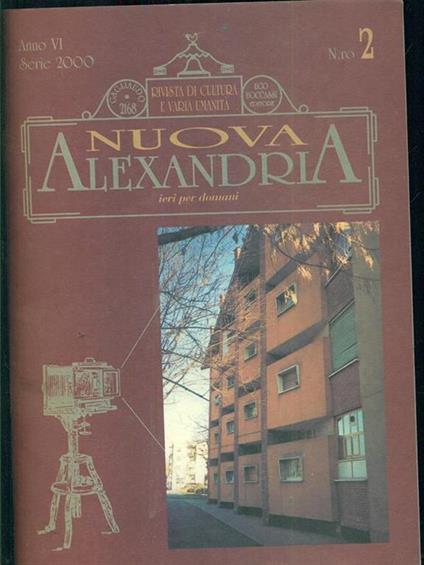 Anno VI
Serie 2000
N.ro 2
GAGLIAUDO
2168
RIVISTA DI CULTURA
E VARIA UMANITÀ
UGO
BOCCASSI
EDITORE
NUOVA
ALEXANDRIA
ieri per domani